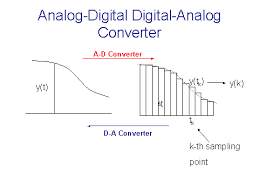 Analog-Digital Digital-Analog
Converter
A-D Converter
y(t)
y(tk)
y(k)
D-A Converter
tk
k-th sampling
point